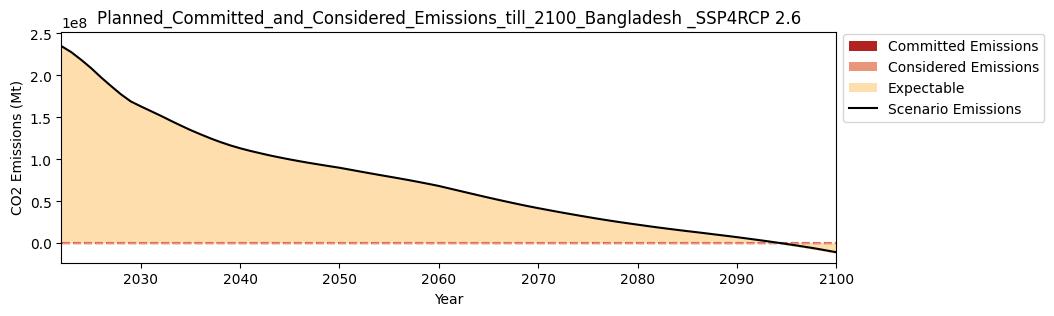 Planned_Committed_and_Considered_Emissions_till_2100_Bangladesh _SSP4RCP 2.6
1e8
2.5
2.0
1.5
1.0
0.5
0.0
CO2 Emissions (Mt)
2030 2040 2050 2060 2070 2080 2090 2100
Year
Committed Emissions
Considered Emissions
Expectable
Scenario Emissions